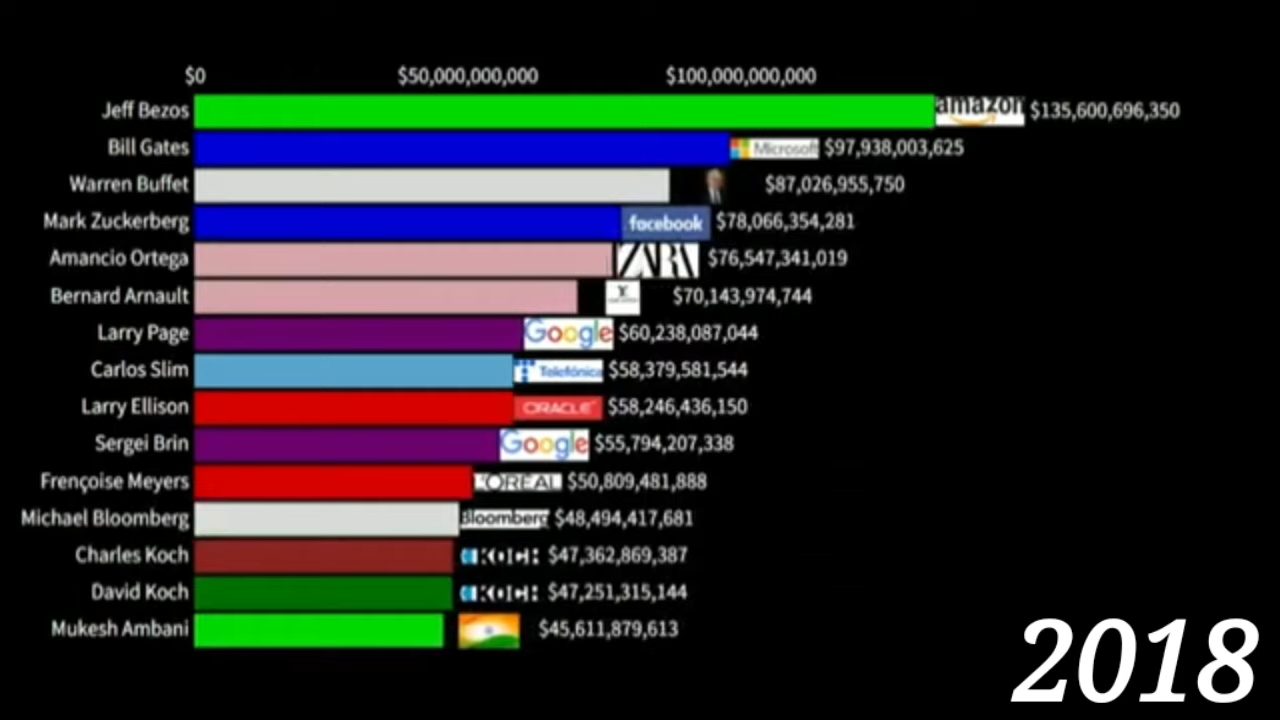 $0 $50,000,000,000 $100,000,000,000
Jeff Bezos amazon $135,600,696,350
Bill Gates Microsoft $97,938,003,625
Warren Buffet $87,026,955,750
Mark Zuckerberg facebook $78,066,354,281
Amancio Ortega ZARA $76,547,341,019
Bernard Arnault $70,143,974,744
Larry Page Google $60,238,087,044
Carlos Slim Telefónica $58,379,581,544
Larry Ellison ORACLE $58,246,436,150
Sergei Brin Google $55,794,207,338
Frençoise Meyers L'ORÉAL $50,809,481,888
Michael Bloomberg Bloomberg $48,494,417,681
Charles Koch KOCH $47,362,869,387
David Koch KOCH $47,251,315,144
Mukesh Ambani $45,611,879,613
2018